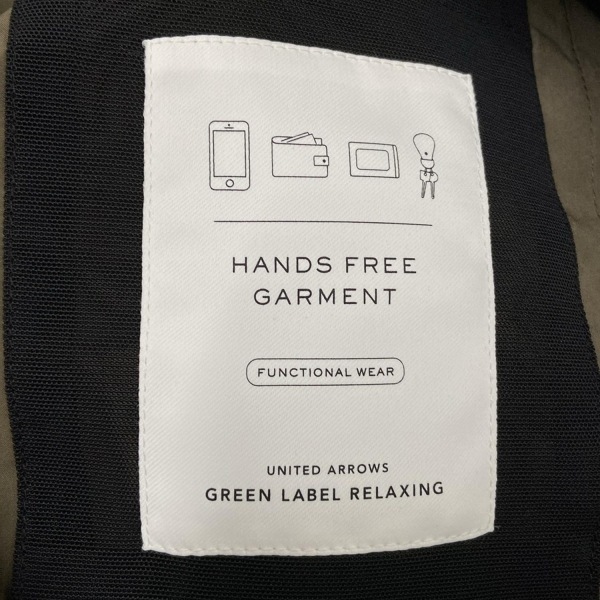 HANDS FREE
GARMENT
FUNCTIONAL WEAR
UNITED ARROWS
GREEN LABEL RELAXING